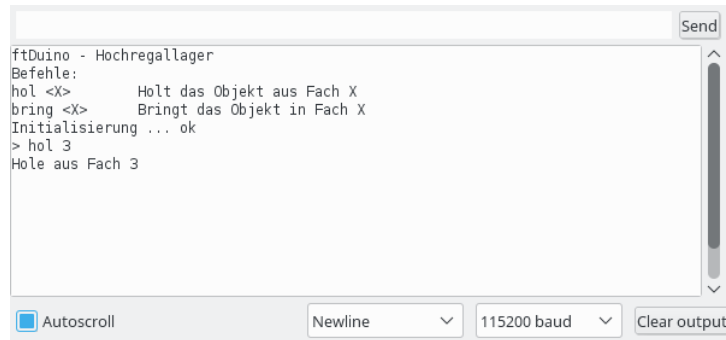 Send
ftDuino - Hochregallager
Befehle:
hol <X>        Holt das Objekt aus Fach X
bring <X>      Bringt das Objekt in Fach X
Initialisierung ... ok
> hol 3
Hole aus Fach 3
Autoscroll Newline 115200 baud Clear output